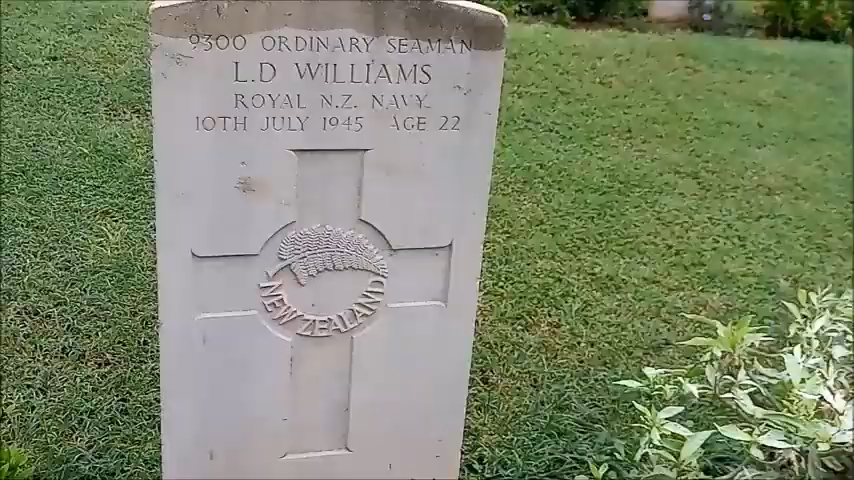 9300 ORDINARY SEAMAN
L.D WILLIAMS
ROYAL N.Z. NAVY
10TH JULY 1945 AGE 22
NEW ZEALAND